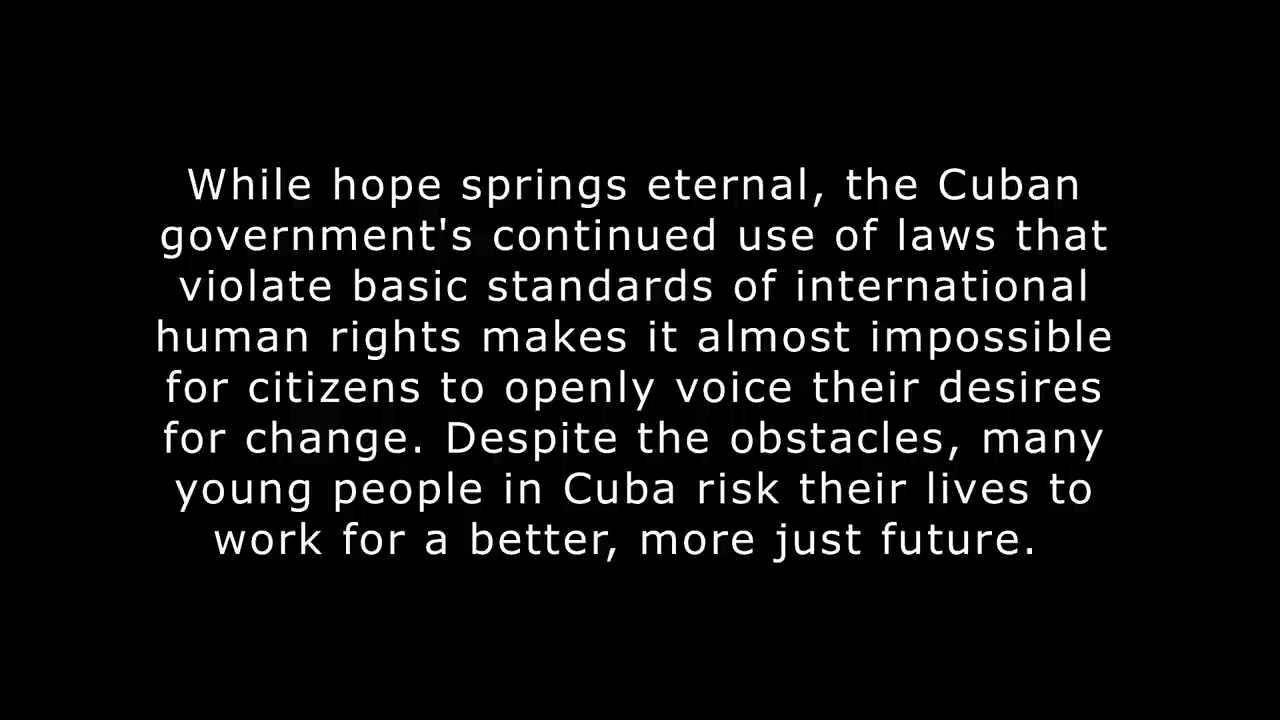 While hope springs eternal, the Cuban
government's continued use of laws that
violate basic standards of international
human rights makes it almost impossible
for citizens to openly voice their desires
for change. Despite the obstacles, many
young people in Cuba risk their lives to
work for a better, more just future.